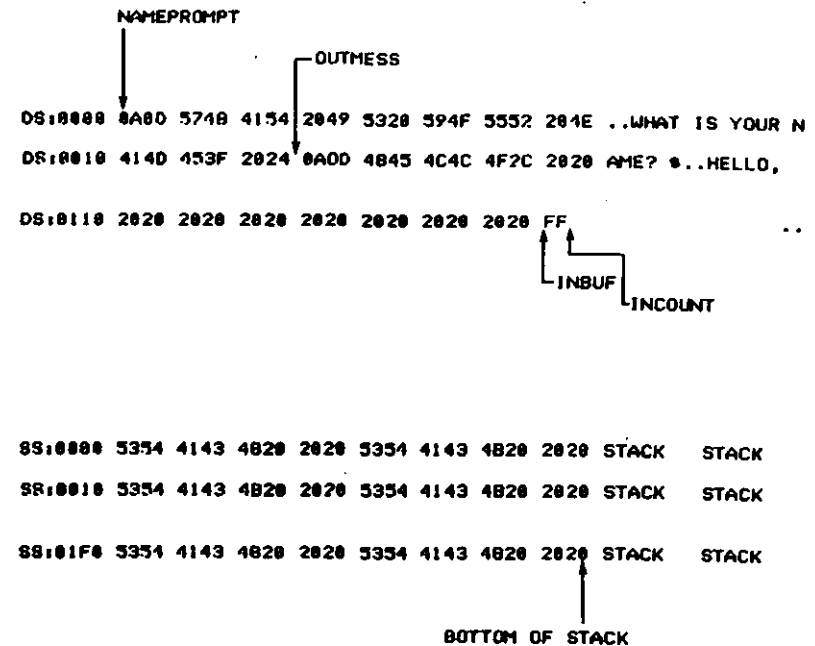 NAMEPROMPT
OUTMESS
DS:0000 0A0D 5748 4154 2049 5320 594F 5552 204E ..WHAT IS YOUR N
DS:0010 414D 453F 2024 0A0D 4845 4C4C 4F2C 2020 AME? $..HELLO,
DS:0110 2020 2020 2020 2020 2020 2020 2020 FF ..
INBUF
INCOUNT
SS:0000 5354 4143 4B20 2020 5354 4143 4B20 2020 STACK STACK
SS:0010 5354 4143 4B20 2020 5354 4143 4B20 2020 STACK STACK
SS:01F0 5354 4143 4B20 2020 5354 4143 4B20 2020 STACK STACK
BOTTOM OF STACK